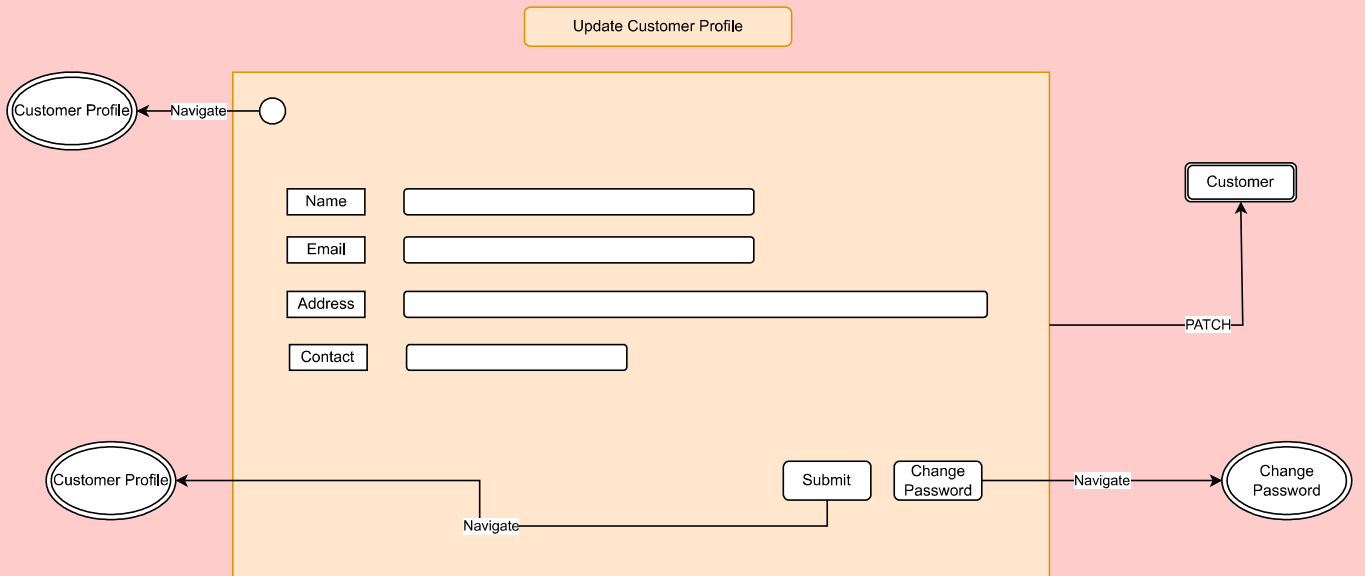 Update Customer Profile
Customer Profile
Navigate
Customer
Name
Email
Address
PATCH
Contact
Customer Profile
Submit
Change
Password
Navigate
Change
Password
Navigate